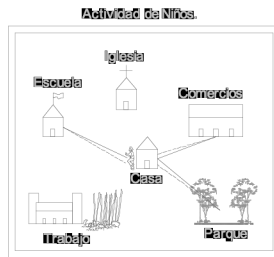 Actividad de Niños.
Iglesia
Escuela
Comercios
Casa
Trabajo
Parque